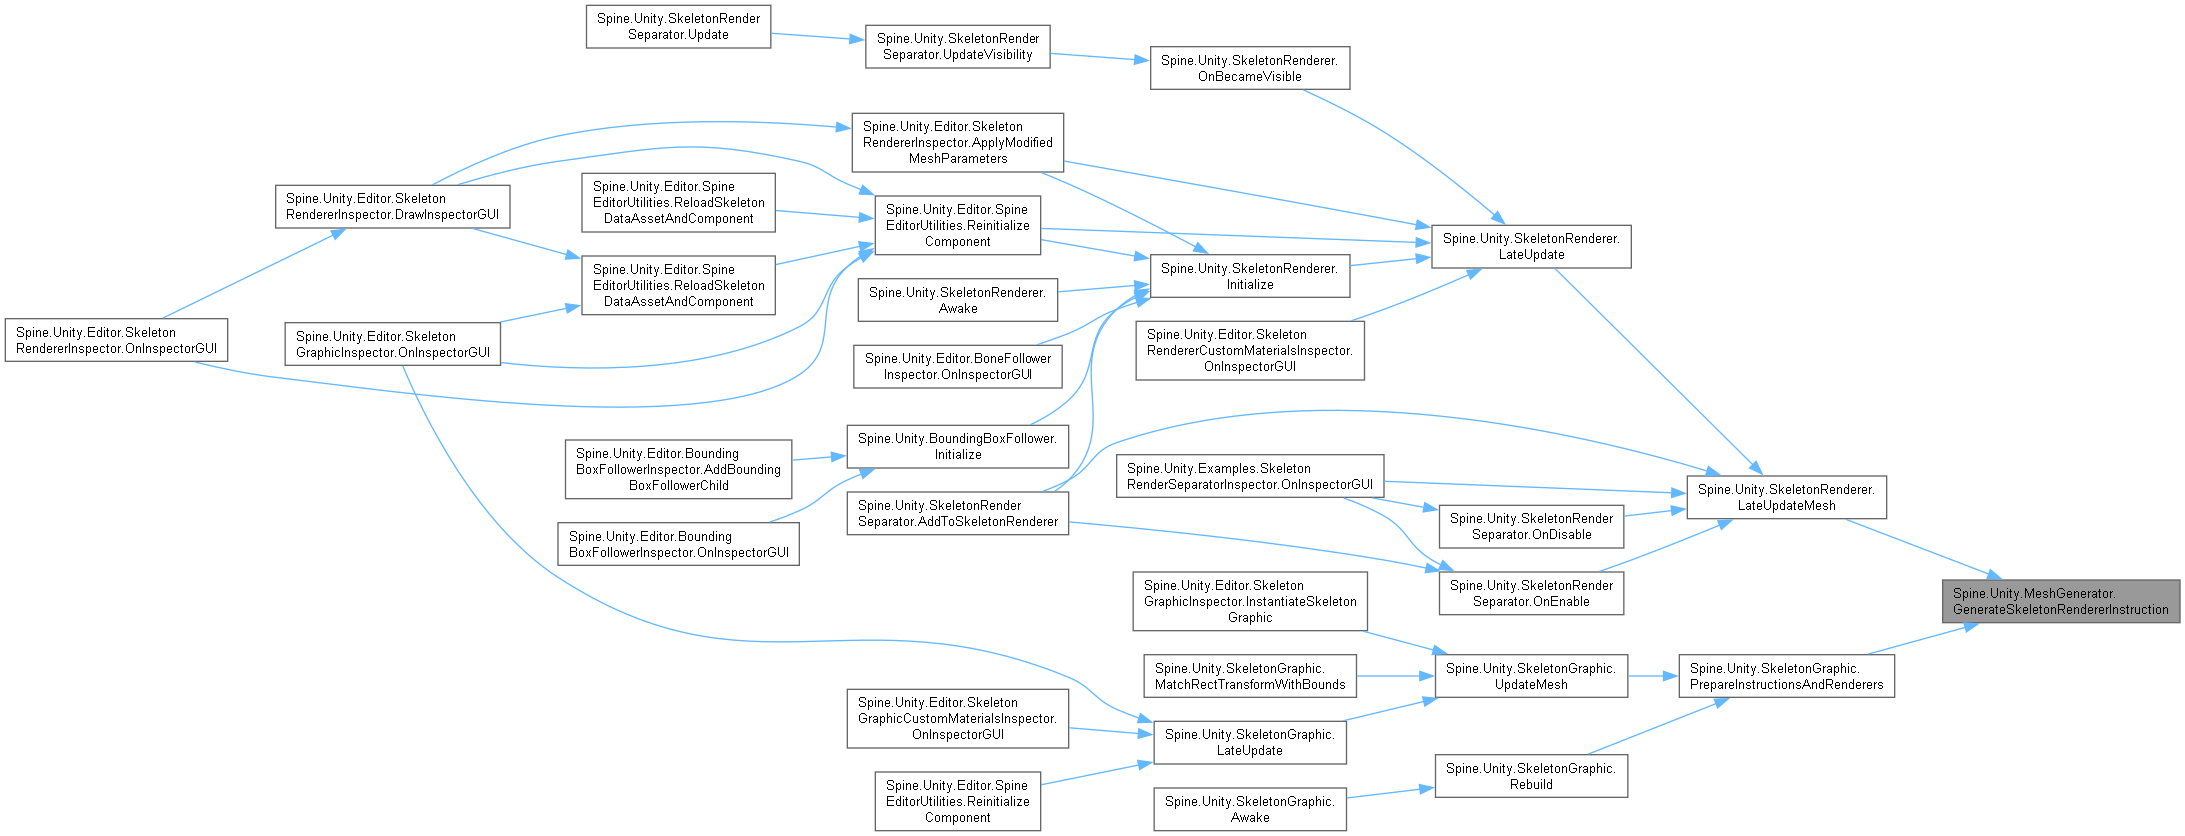 Spine.Unity.SkeletonRender
Separator.Update
Spine.Unity.SkeletonRender
Separator.UpdateVisibility
Spine.Unity.SkeletonRenderer.
OnBecameVisible
Spine.Unity.Editor.Skeleton
RendererInspector.ApplyModified
MeshParameters
Spine.Unity.Editor.Skeleton
RendererInspector.DrawInspectorGUI
Spine.Unity.Editor.Spine
EditorUtilities.ReloadSkeleton
DataAssetAndComponent
Spine.Unity.Editor.Spine
EditorUtilities.Reinitialize
Component
Spine.Unity.SkeletonRenderer.
LateUpdate
Spine.Unity.Editor.Spine
EditorUtilities.ReloadSkeleton
DataAssetAndComponent
Spine.Unity.SkeletonRenderer.
Initialize
Spine.Unity.SkeletonRenderer.
Awake
Spine.Unity.Editor.Skeleton
RendererInspector.OnInspectorGUI
Spine.Unity.Editor.Skeleton
GraphicInspector.OnInspectorGUI
Spine.Unity.Editor.Skeleton
RendererCustomMaterialsInspector.
OnInspectorGUI
Spine.Unity.Editor.BoneFollower
Inspector.OnInspectorGUI
Spine.Unity.BoundingBoxFollower.
Initialize
Spine.Unity.Editor.Bounding
BoxFollowerInspector.AddBounding
BoxFollowerChild
Spine.Unity.Examples.Skeleton
RenderSeparatorInspector.OnInspectorGUI
Spine.Unity.SkeletonRenderer.
LateUpdateMesh
Spine.Unity.SkeletonRender
Separator.AddToSkeletonRenderer
Spine.Unity.SkeletonRender
Separator.OnDisable
Spine.Unity.Editor.Bounding
BoxFollowerInspector.OnInspectorGUI
Spine.Unity.SkeletonRender
Separator.OnEnable
Spine.Unity.MeshGenerator.
GenerateSkeletonRendererInstruction
Spine.Unity.Editor.Skeleton
GraphicInspector.InstantiateSkeleton
Graphic
Spine.Unity.SkeletonGraphic.
MatchRectTransformWithBounds
Spine.Unity.SkeletonGraphic.
UpdateMesh
Spine.Unity.SkeletonGraphic.
PrepareInstructionsAndRenderers
Spine.Unity.Editor.Skeleton
GraphicCustomMaterialsInspector.
OnInspectorGUI
Spine.Unity.SkeletonGraphic.
LateUpdate
Spine.Unity.SkeletonGraphic.
Rebuild
Spine.Unity.Editor.Spine
EditorUtilities.Reinitialize
Component
Spine.Unity.SkeletonGraphic.
Awake